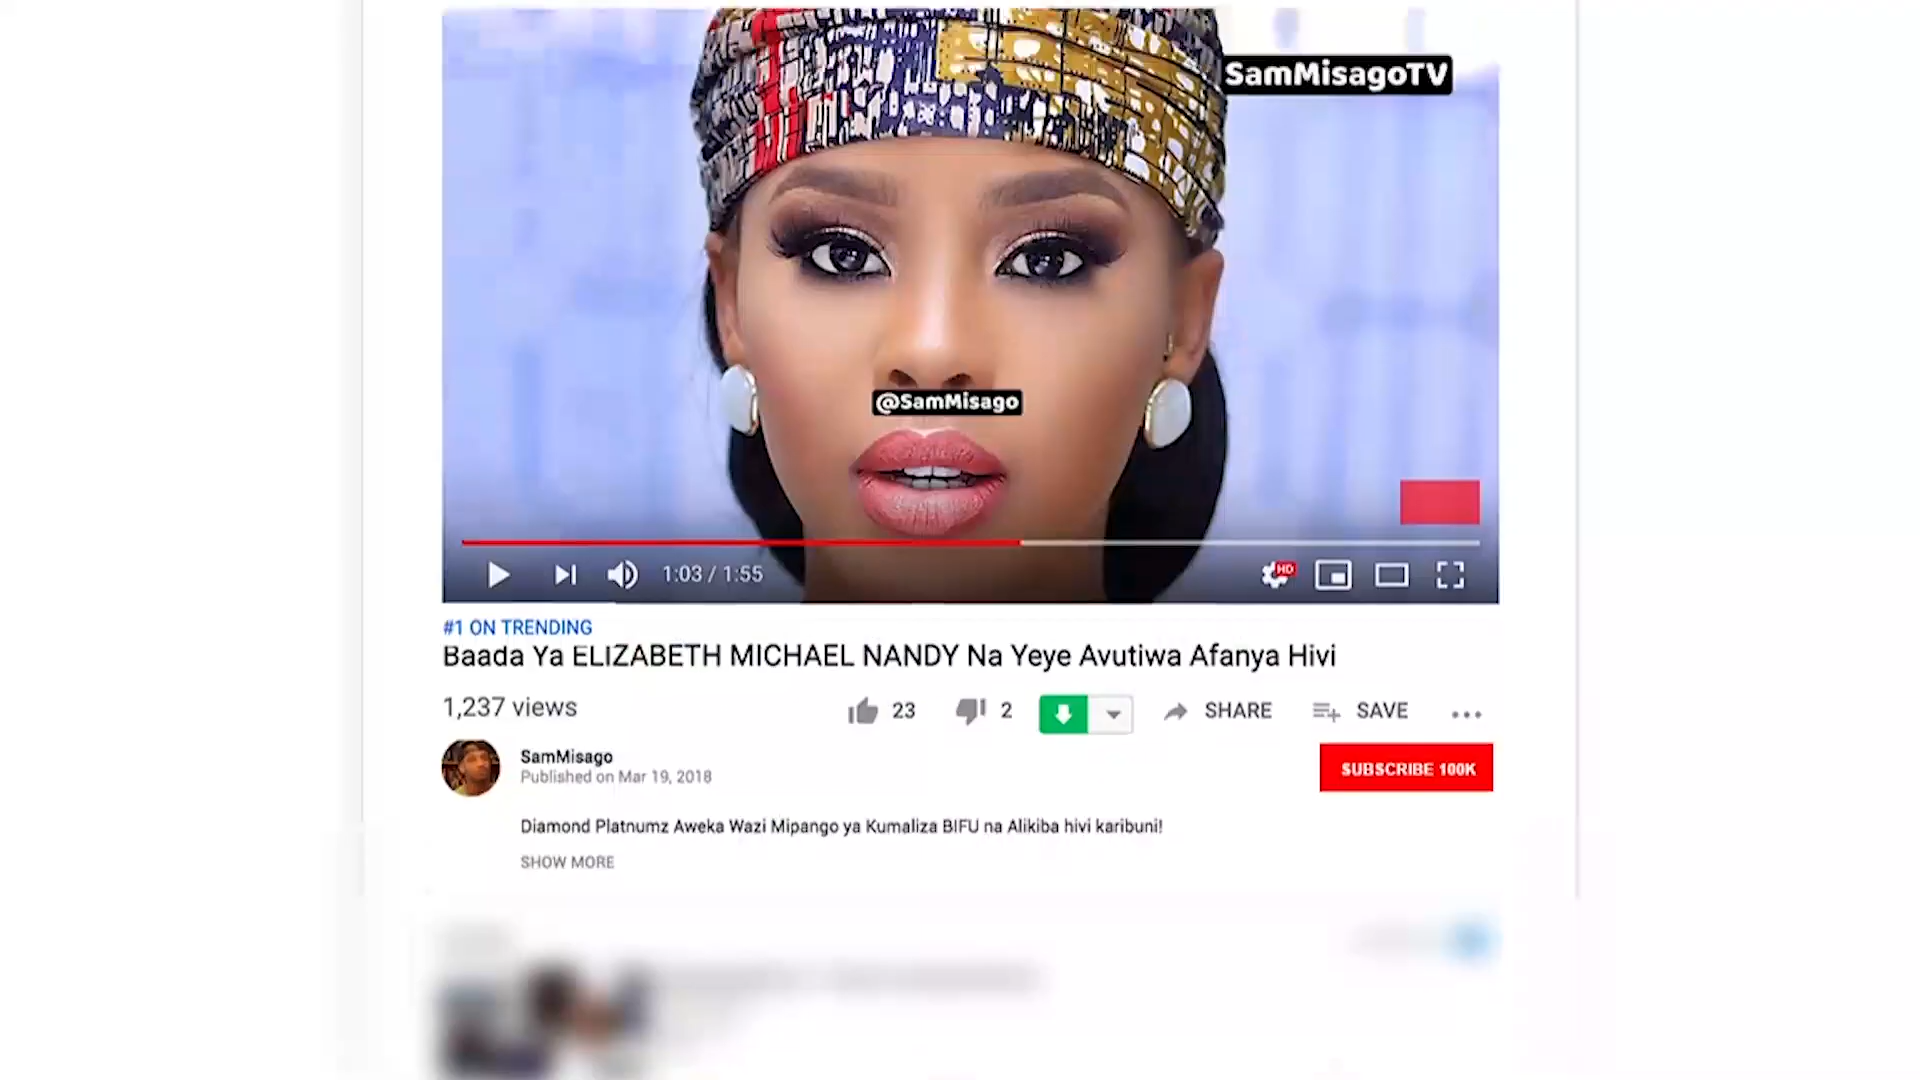 SamMisagoTV
@SamMisago
1:03 / 1:55
HD
#1 ON TRENDING
Baada Ya ELIZABETH MICHAEL NANDY Na Yeye Avutiwa Afanya Hivi
1,237 views
23
2
SHARE
SAVE
SamMisago
Published on Mar 19, 2018
SUBSCRIBE 100K
Diamond Platnumz Aweka Wazi Mipango ya Kumaliza BIFU na Alikiba hivi karibuni!
SHOW MORE